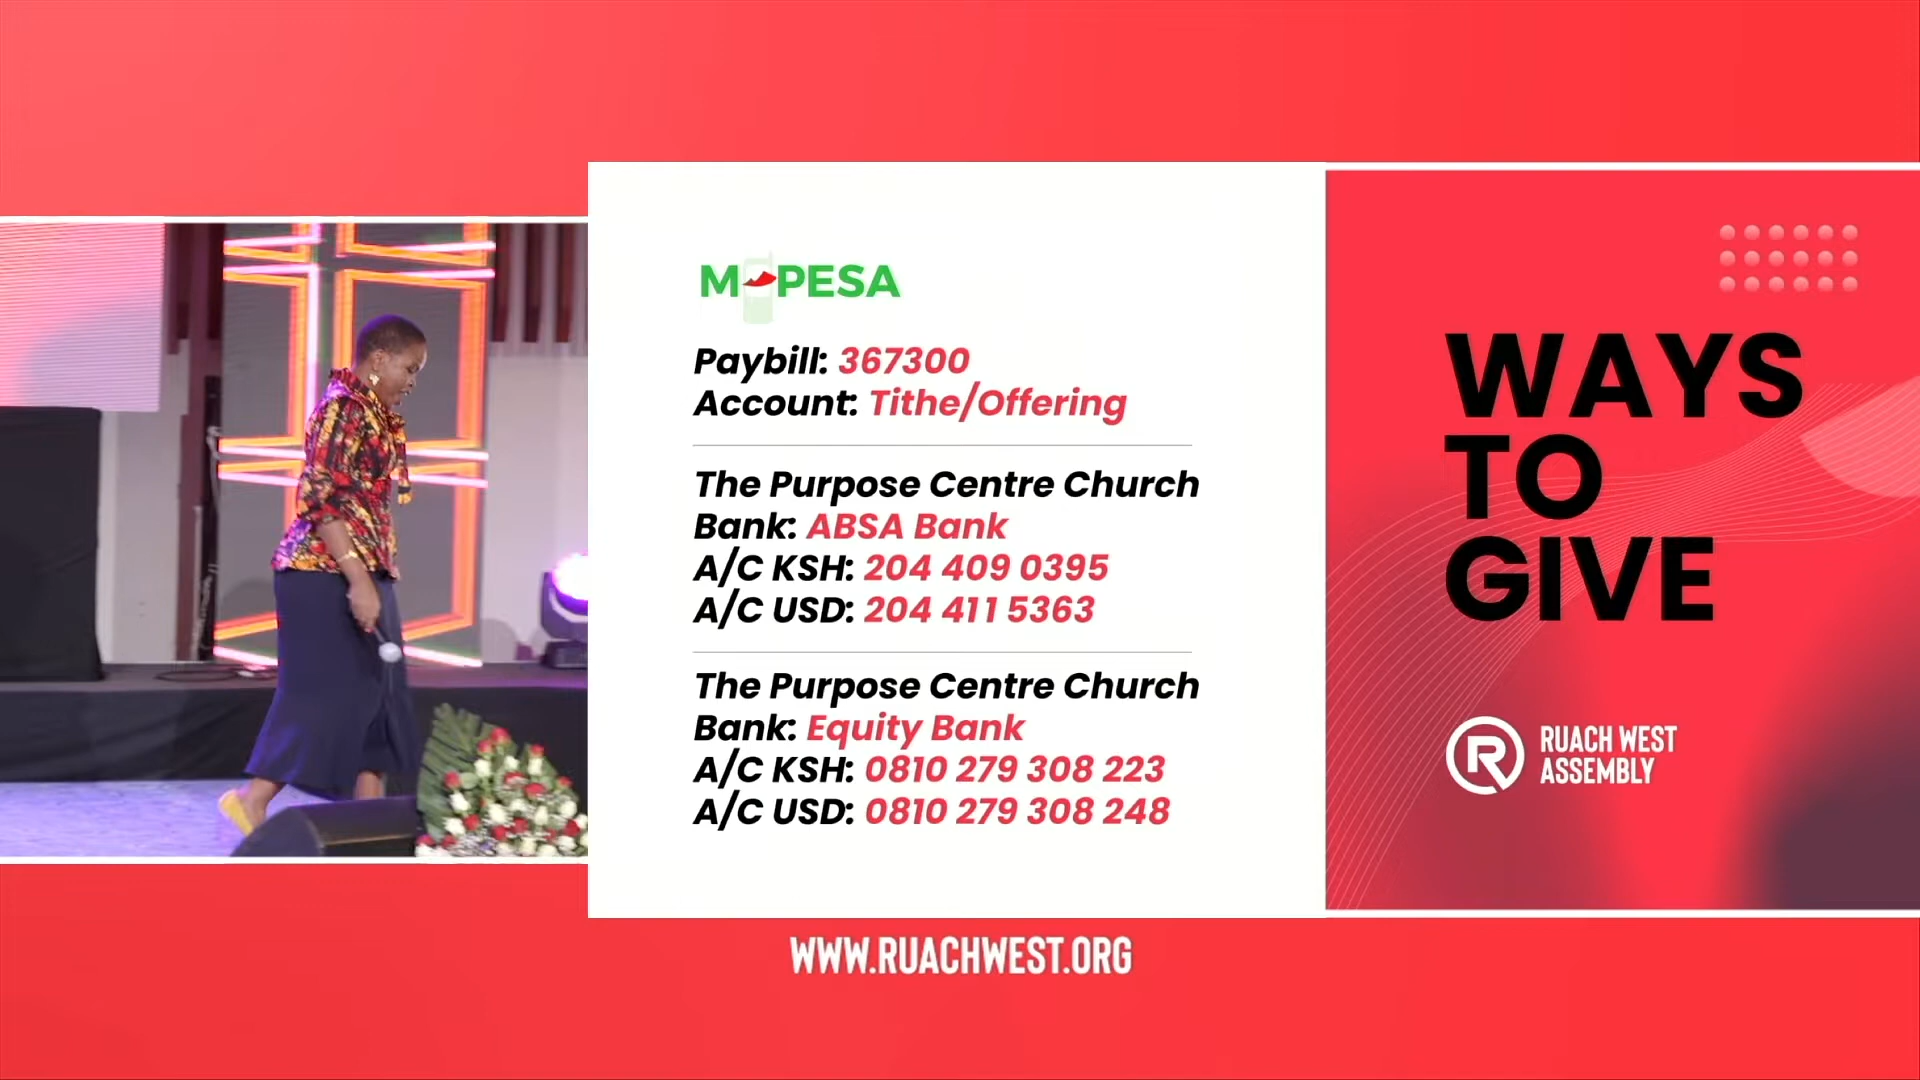 M-PESA
Paybill: 367300
Account: Tithe/Offering
The Purpose Centre Church
Bank: ABSA Bank
A/C KSH: 204 409 0395
A/C USD: 204 411 5363
The Purpose Centre Church
Bank: Equity Bank
A/C KSH: 0810 279 308 223
A/C USD: 0810 279 308 248
WAYS
TO
GIVE
RUACH WEST
ASSEMBLY
WWW.RUACHWEST.ORG